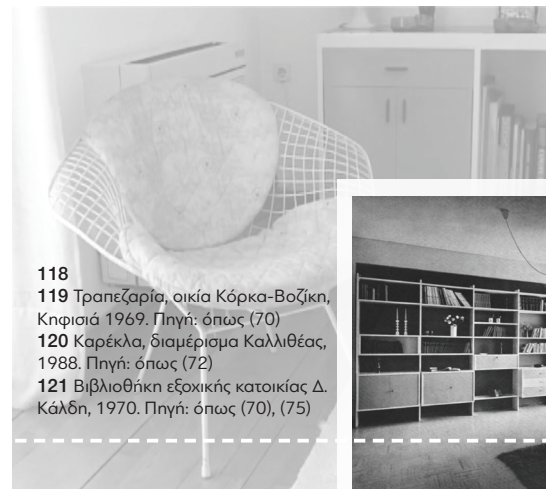 118
119 Τραπεζαρία, οικία Κόρκα-Βοζίκη,
Κηφισιά 1969. Πηγή: όπως (70)
120 Καρέκλα, διαμέρισμα Καλλιθέας,
1988. Πηγή: όπως (72)
121 Βιβλιοθήκη εξοχικής κατοικίας Δ.
Κάλδη, 1970. Πηγή: όπως (70), (75)